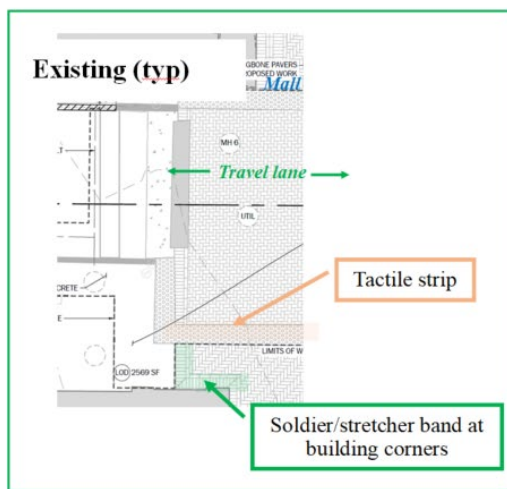 Existing (typ)
GBONE PAVERS
OPOSED WORK
Mall
LT
MH 6
Travel lane
UTIL
Tactile strip
CRETE
E
LIMITS OF W
LOD 2569 SF
Soldier/stretcher band at
building corners